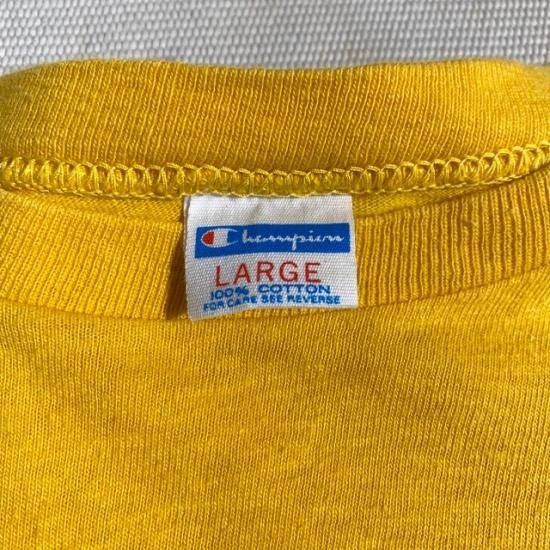 Champion
LARGE
100% COTTON
FOR CARE SEE REVERSE